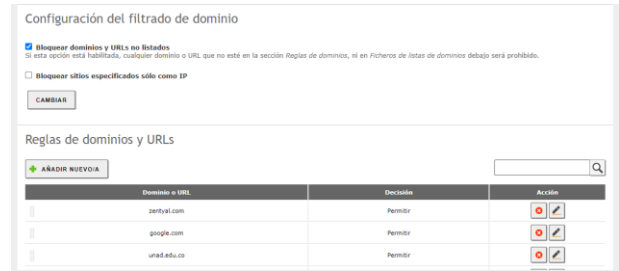 Configuración del filtrado de dominio
Bloquear dominios y URLs no listados
Si esta opción está habilitada, cualquier dominio o URL que no esté en la sección Reglas de dominios, ni en Ficheros de listas de dominios debajo será prohibido.
Bloquear sitios especificados sólo como IP
CAMBIAR
Reglas de dominios y URLs
AÑADIR NUEVO/A
Dominio o URL Decisión Acción
zentyal.com Permitir
google.com Permitir
unad.edu.co Permitir